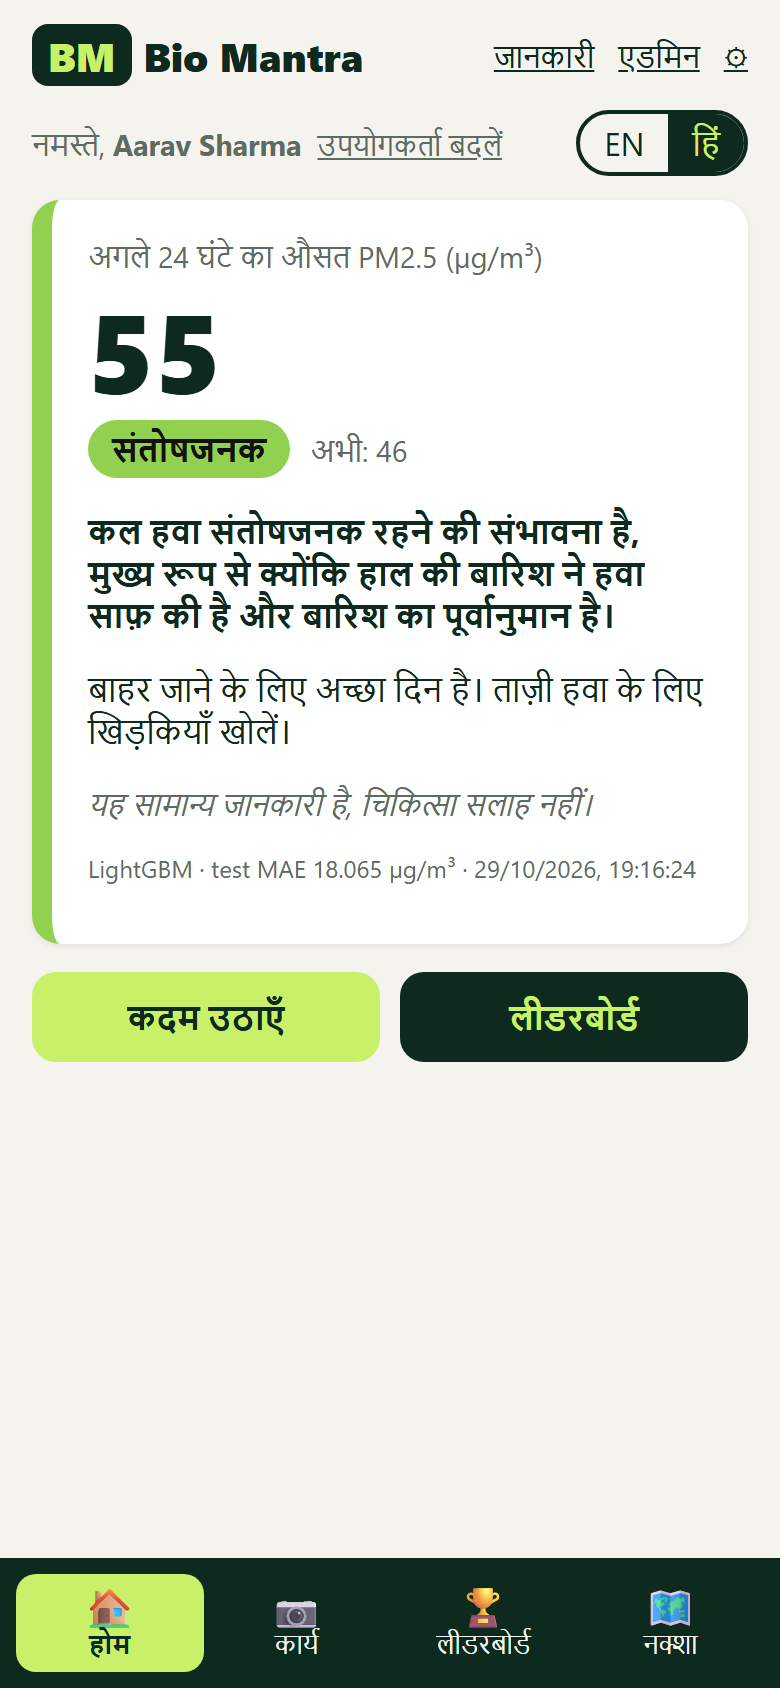 BM Bio Mantra जानकारी एडमिन ⚙
नमस्ते, Aarav Sharma उपयोगकर्ता बदलें EN हिं
अगले 24 घंटे का औसत PM2.5 (µg/m³)
55
संतोषजनक अभी: 46
कल हवा संतोषजनक रहने की संभावना है,
मुख्य रूप से क्योंकि हाल की बारिश ने हवा
साफ़ की है और बारिश का पूर्वानुमान है।
बाहर जाने के लिए अच्छा दिन है। ताज़ी हवा के लिए
खिड़कियाँ खोलें।
यह सामान्य जानकारी है, चिकित्सा सलाह नहीं।
LightGBM · test MAE 18.065 µg/m³ · 29/10/2026, 19:16:24
कदम उठाएँ लीडरबोर्ड
होम कार्य लीडरबोर्ड नक्शा